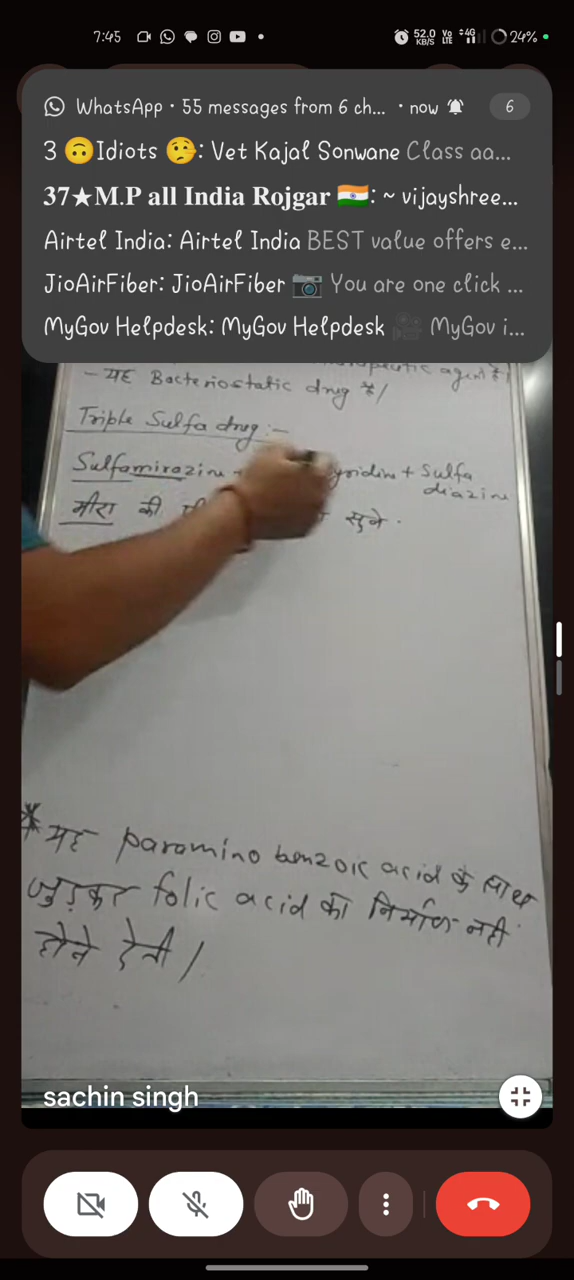 7:45
52.0 KB/S Vo LTE 4G 24%
WhatsApp • 55 messages from 6 ch... • now 6
3 🙃Idiots 🤥: Vet Kajal Sonwane Class aa...
37★M.P all India Rojgar 🇮🇳: ~ vijayshree...
Airtel India: Airtel India BEST value offers e...
JioAirFiber: JioAirFiber 📷 You are one click ...
MyGov Helpdesk: MyGov Helpdesk 🎥 MyGov i...
- यह Bacteriostatic drug है/
Triple Sulfa drug :-
Sulfamirazine + Sulfa
diazine
मीरा की सुने .
* यह paramino benzoic acid के साथ
जुड़कर folic acid का निर्माण नही
होने देती /
sachin singh